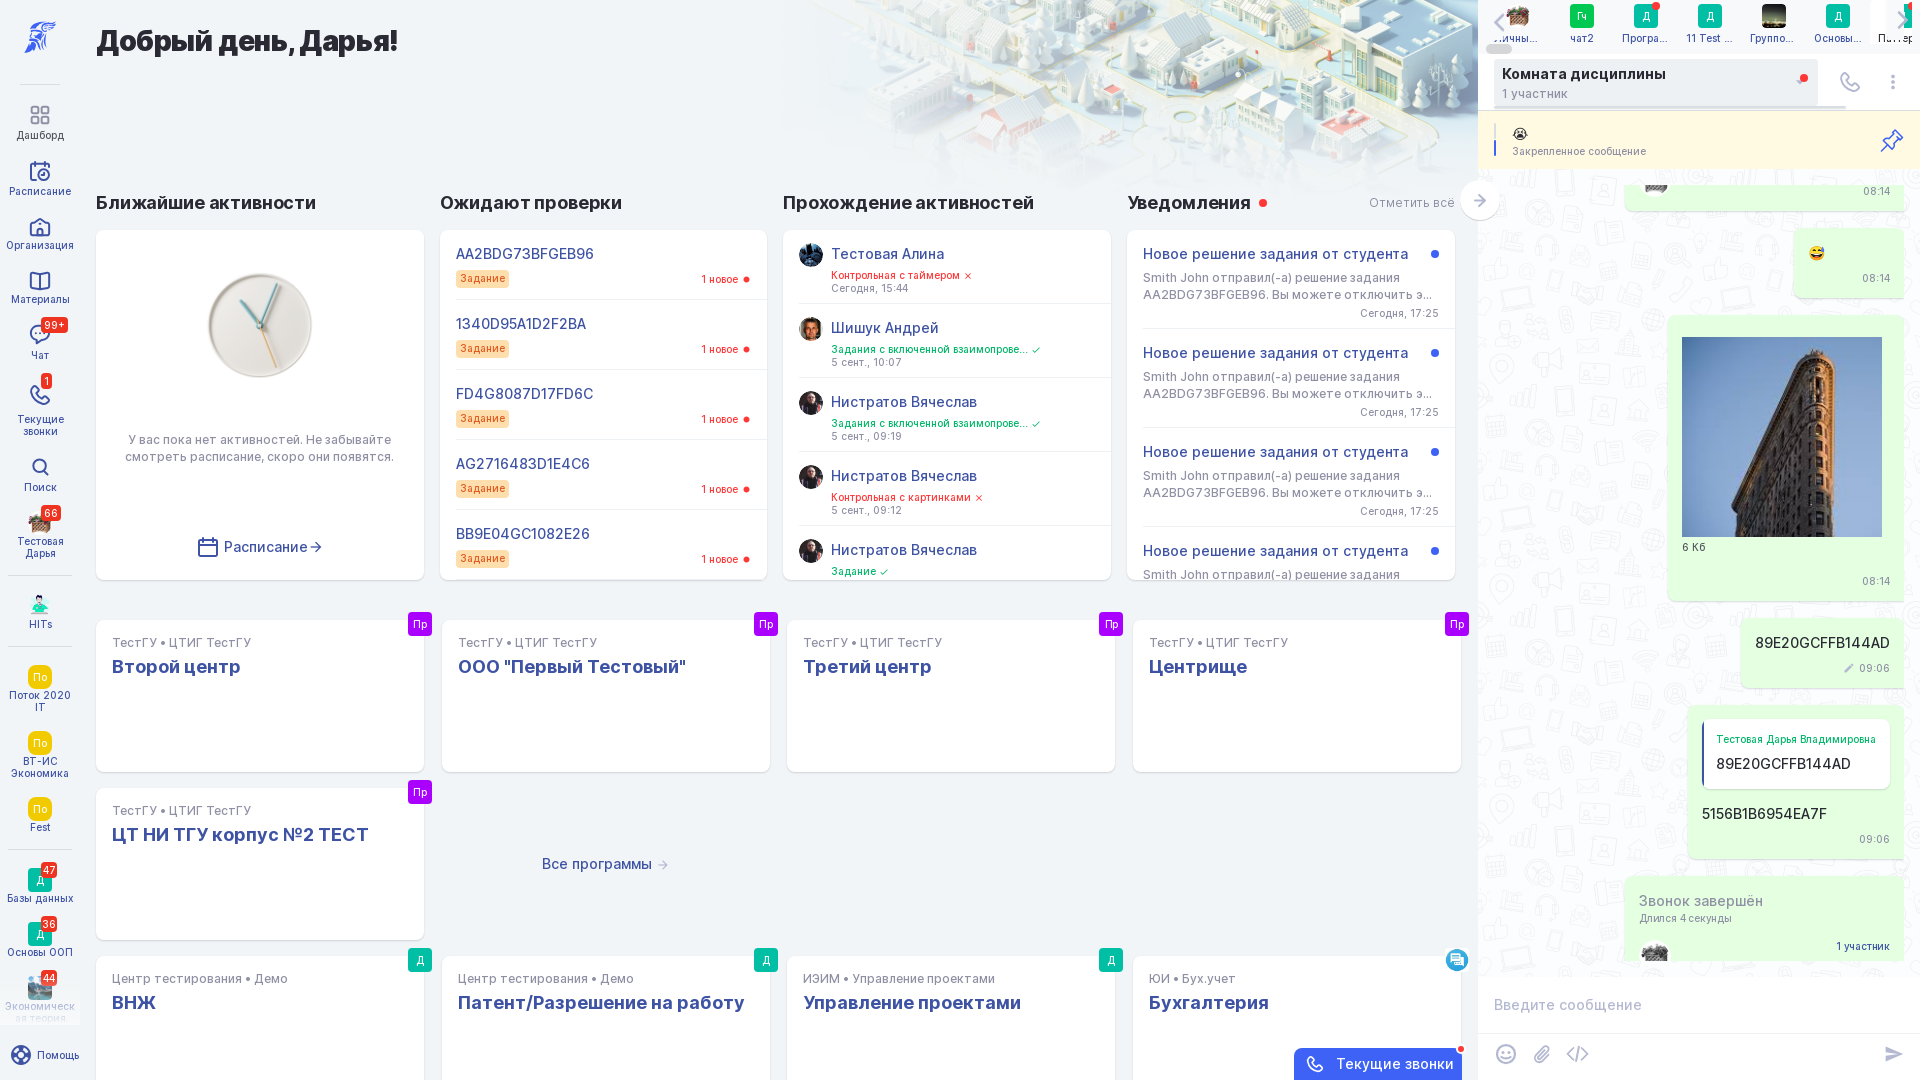 Добрый день, Дарья!
Дашборд
Расписание
Организация
Материалы
99+
Чат
1
Текущие
звонки
Поиск
66
Тестовая
Дарья
HITs
По
Поток 2020
IT
По
ВТ-ИС
Экономика
По
Fest
47
Д
Базы данных
36
Д
Основы ООП
44
Экономическ
ая теория
Помощь
Ближайшие активности
У вас пока нет активностей. Не забывайте
смотреть расписание, скоро они появятся.
Расписание
Ожидают проверки
AA2BDG73BFGEB96
Задание
1 новое
1340D95A1D2F2BA
Задание
1 новое
FD4G8087D17FD6C
Задание
1 новое
AG2716483D1E4C6
Задание
1 новое
BB9E04GC1082E26
Задание
1 новое
Прохождение активностей
Тестовая Алина
Контрольная с таймером
Сегодня, 15:44
Шишук Андрей
Задания с включенной взаимопрове...
5 сент., 10:07
Нистратов Вячеслав
Задания с включенной взаимопрове...
5 сент., 09:19
Нистратов Вячеслав
Контрольная с картинками
5 сент., 09:12
Нистратов Вячеслав
Задание
Уведомления
Отметить всё
Новое решение задания от студента
Smith John отправил(-а) решение задания
AA2BDG73BFGEB96. Вы можете отключить э...
Сегодня, 17:25
Новое решение задания от студента
Smith John отправил(-а) решение задания
AA2BDG73BFGEB96. Вы можете отключить э...
Сегодня, 17:25
Новое решение задания от студента
Smith John отправил(-а) решение задания
AA2BDG73BFGEB96. Вы можете отключить э...
Сегодня, 17:25
Новое решение задания от студента
Smith John отправил(-а) решение задания
Пр
ТестГУ • ЦТИГ ТестГУ
Второй центр
Пр
ТестГУ • ЦТИГ ТестГУ
ООО "Первый Тестовый"
Пр
ТестГУ • ЦТИГ ТестГУ
Третий центр
Пр
ТестГУ • ЦТИГ ТестГУ
Центрище
Пр
ТестГУ • ЦТИГ ТестГУ
ЦТ НИ ТГУ корпус №2 ТЕСТ
Все программы
Д
Центр тестирования • Демо
ВНЖ
Д
Центр тестирования • Демо
Патент/Разрешение на работу
Д
ИЭИМ • Управление проектами
Управление проектами
ЮИ • Бух.учет
Бухгалтерия
Текущие звонки
Гч
чат2
Д
Програ...
Д
11 Test ...
Группо...
Д
Основы...
Комната дисциплины
1 участник
😭
Закрепленное сообщение
08:14
😅
08:14
6 Кб
08:14
89E20GCFFB144AD
09:06
Тестовая Дарья Владимировна
89E20GCFFB144AD
5156B1B6954EA7F
09:06
Звонок завершён
Длился 4 секунды
1 участник
Введите сообщение